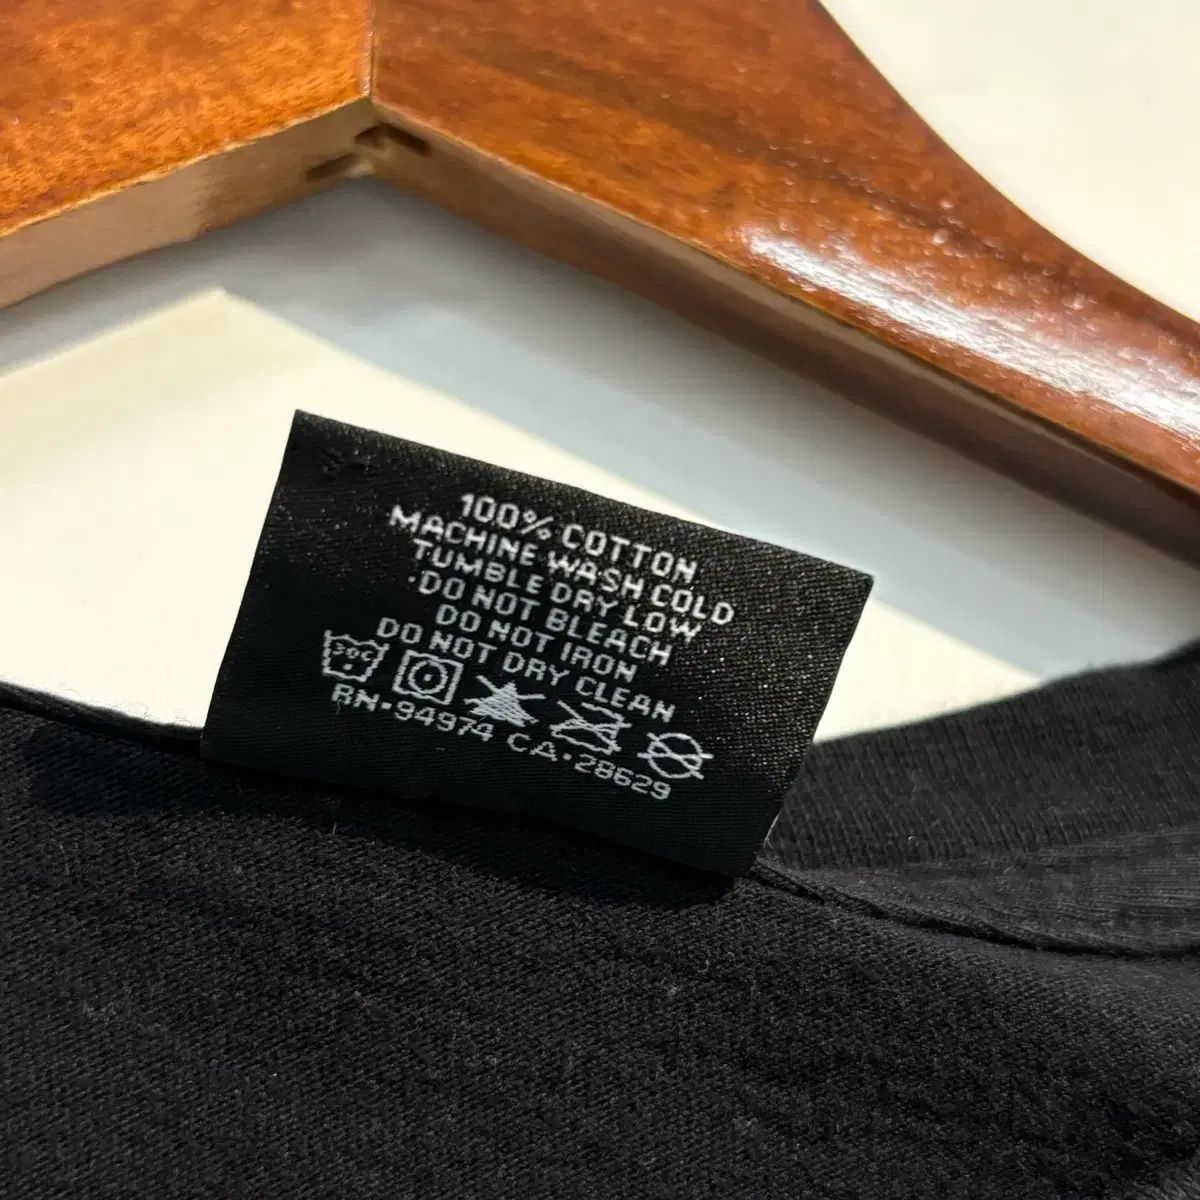 100% COTTON
MACHINE WASH COLD
TUMBLE DRY LOW
·DO NOT BLEACH
DO NOT IRON
DO NOT DRY CLEAN
30C
RN·94974 CA·28629